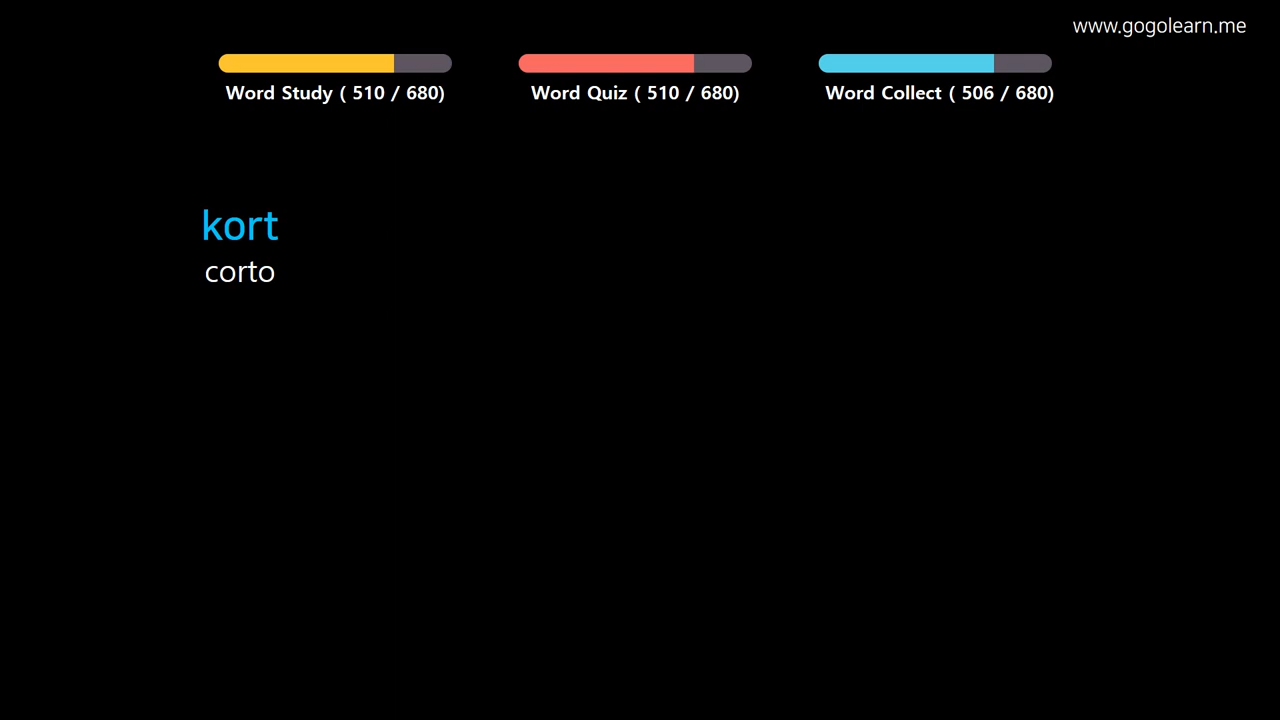 www.gogolearn.me
Word Study ( 510 / 680)
Word Quiz ( 510 / 680)
Word Collect ( 506 / 680)
kort
corto